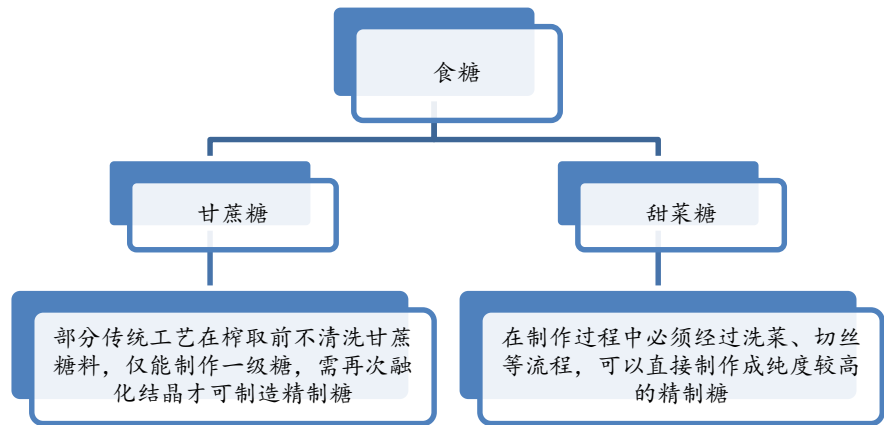 食糖
甘蔗糖
甜菜糖
部分传统工艺在榨取前不清洗甘蔗
糖料，仅能制作一级糖，需再次融
化结晶才可制造精制糖
在制作过程中必须经过洗菜、切丝
等流程，可以直接制作成纯度较高
的精制糖